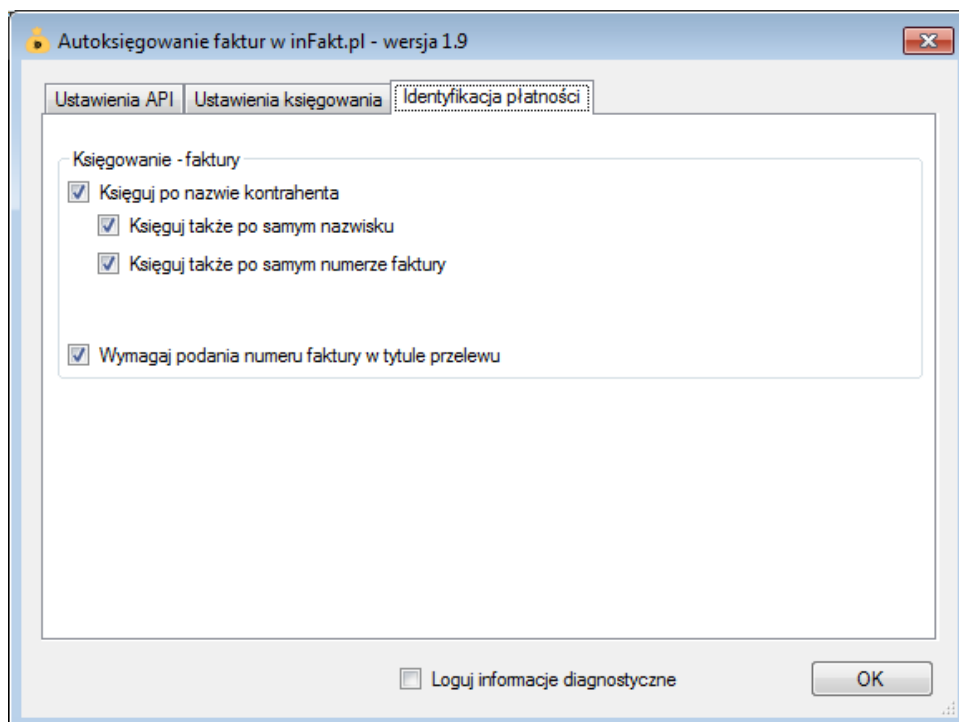 Autoksięgowanie faktur w inFakt.pl - wersja 1.9
Ustawienia API Ustawienia księgowania Identyfikacja płatności
Księgowanie - faktury
Księguj po nazwie kontrahenta
Księguj także po samym nazwisku
Księguj także po samym numerze faktury
Wymagaj podania numeru faktury w tytule przelewu
Loguj informacje diagnostyczne OK